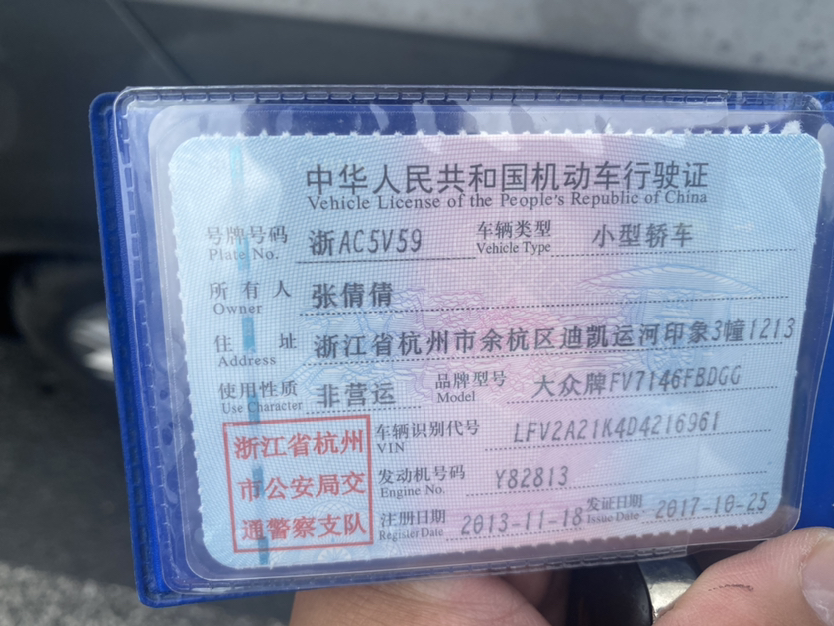 中华人民共和国机动车行驶证
Vehicle License of the People's Republic of China
号牌号码 浙AC5V59 车辆类型 小型轿车
Plate No. Vehicle Type
所有人 张倩倩
Owner
住址 浙江省杭州市余杭区迪凯运河印象3幢1213
Address
使用性质 非营运 品牌型号 大众牌FV7146FBDGG
Use Character Model
浙江省杭州
市公安局交
通警察支队
车辆识别代号 LFV2A21K4D4216961
VIN
发动机号码 Y82813
Engine No.
注册日期 2013-11-18 发证日期 2017-10-25
Register Date Issue Date